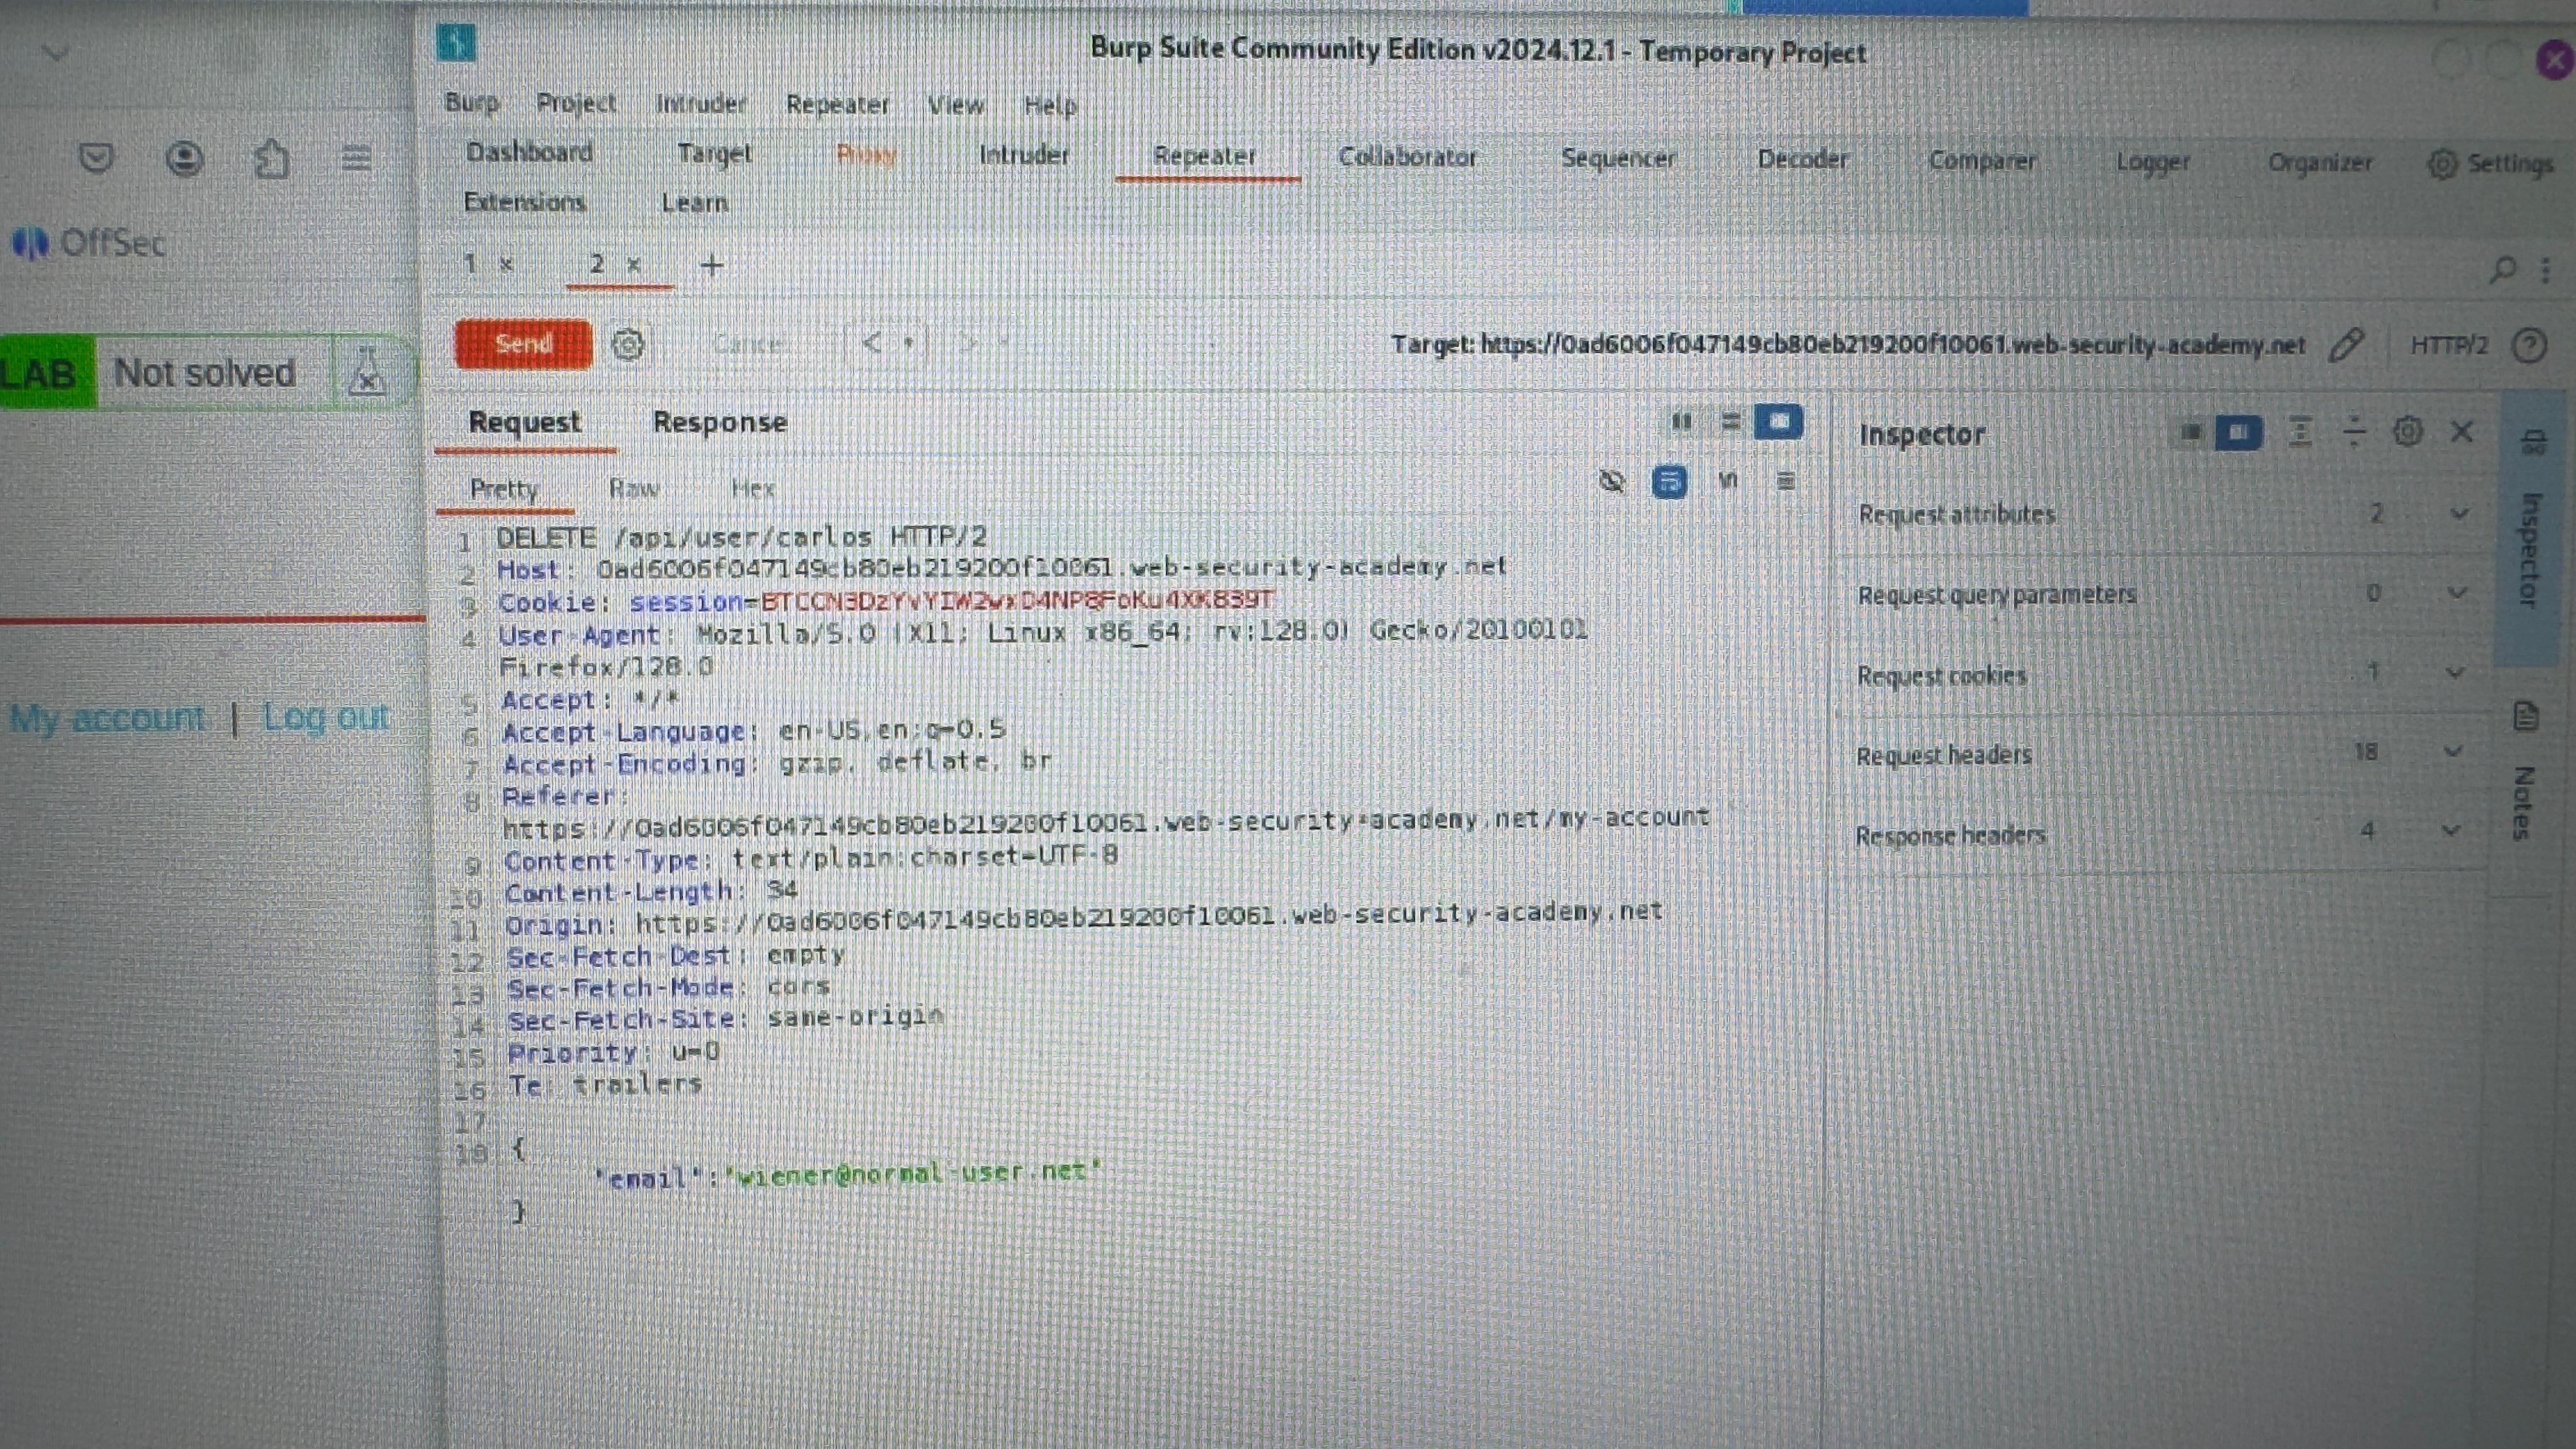 Burp Suite Community Edition v2024.12.1 - Temporary Project
Burp Project Intruder Repeater View Help
Dashboard Target Proxy Intruder Repeater Collaborator Sequencer Decoder Comparer Logger Organizer Settings
Extensions Learn
OffSec
1 × 2 × +
Send Cancel < >
Target: https://0ad6006f047149cb80eb219200f10061.web-security-academy.net HTTP/2
LAB Not solved
Request Response
Inspector
Pretty Raw Hex
\n
Request attributes 2
Request query parameters 0
Request cookies 1
Request headers 18
Response headers 4
Inspector
Notes
My account | Log out
1 DELETE /api/user/carlos HTTP/2
2 Host: 0ad6006f047149cb80eb219200f10061.web-security-academy.net
3 Cookie: session=
4 User-Agent: Mozilla/5.0 (X11; Linux x86_64; rv:128.0) Gecko/20100101
Firefox/128.0
5 Accept: */*
6 Accept-Language: en-US,en;q=0.5
7 Accept-Encoding: gzip, deflate, br
8 Referer:
https://0ad6006f047149cb80eb219200f10061.web-security-academy.net/my-account
9 Content-Type: text/plain;charset=UTF-8
10 Content-Length: 34
11 Origin: https://0ad6006f047149cb80eb219200f10061.web-security-academy.net
12 Sec-Fetch-Dest: empty
13 Sec-Fetch-Mode: cors
14 Sec-Fetch-Site: same-origin
15 Priority: u=0
16 Te: trailers
17
18 {
"email":"wiener@normal-user.net"
}